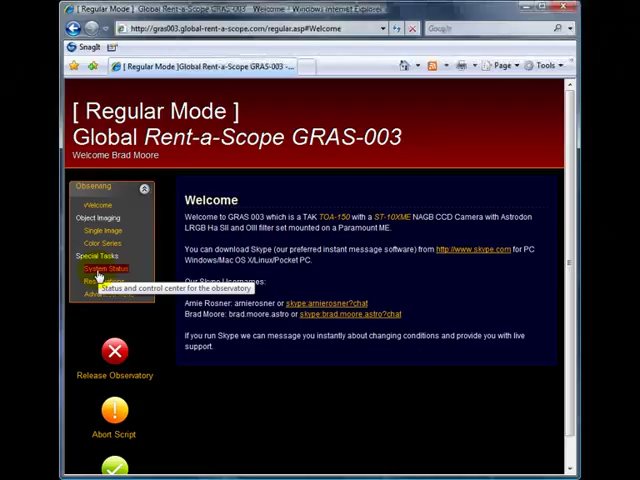 [ Regular Mode ] Global Rent-a-Scope GRAS-003 - Welcome - Windows Internet Explorer
http://gras003.global-rent-a-scope.com/regular.asp#Welcome
Google
SnagIt
[ Regular Mode ]Global Rent-a-Scope GRAS-003 -...
Page
Tools
[ Regular Mode ]
Global Rent-a-Scope GRAS-003
Welcome Brad Moore
Observing
Welcome
Object Imaging
Single Image
Color Series
Special Tasks
System Status
Status and control center for the observatory
Release Observatory
Abort Script
Welcome
Welcome to GRAS 003 which is a TAK TOA-150 with a ST-10XME NAGB CCD Camera with Astrodon
LRGB Ha SII and OIII filter set mounted on a Paramount ME.
You can download Skype (our preferred instant message software) from http://www.skype.com for PC
Windows/Mac OS X/Linux/Pocket PC.
Our Skype Usernames:
Arnie Rosner: arnierosner or skype:arnierosner?chat
Brad Moore: brad.moore.astro or skype:brad.moore.astro?chat
If you run Skype we can message you instantly about changing conditions and provide you with live
support.